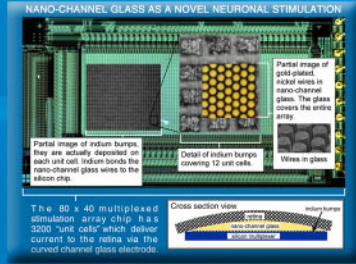 NANO-CHANNEL GLASS AS A NOVEL NEURONAL STIMULATION
Partial image of
gold-plated,
nickel wires in
nano-channel
glass. The glass
covers the entire
array.
Wires in glass
Partial image of indium bumps,
they are actually deposited on
each unit cell. Indium bonds the
nano-channel glass wires to the
silicon chip.
Detail of indium bumps
covering 12 unit cells.
The 80 x 40 multiplexed
stimulation array chip has
3200 "unit cells" which deliver
current to the retina via the
curved channel glass electrode.
Cross section view
indium bumps
retina
nano-channel glass
silicon multiplexer